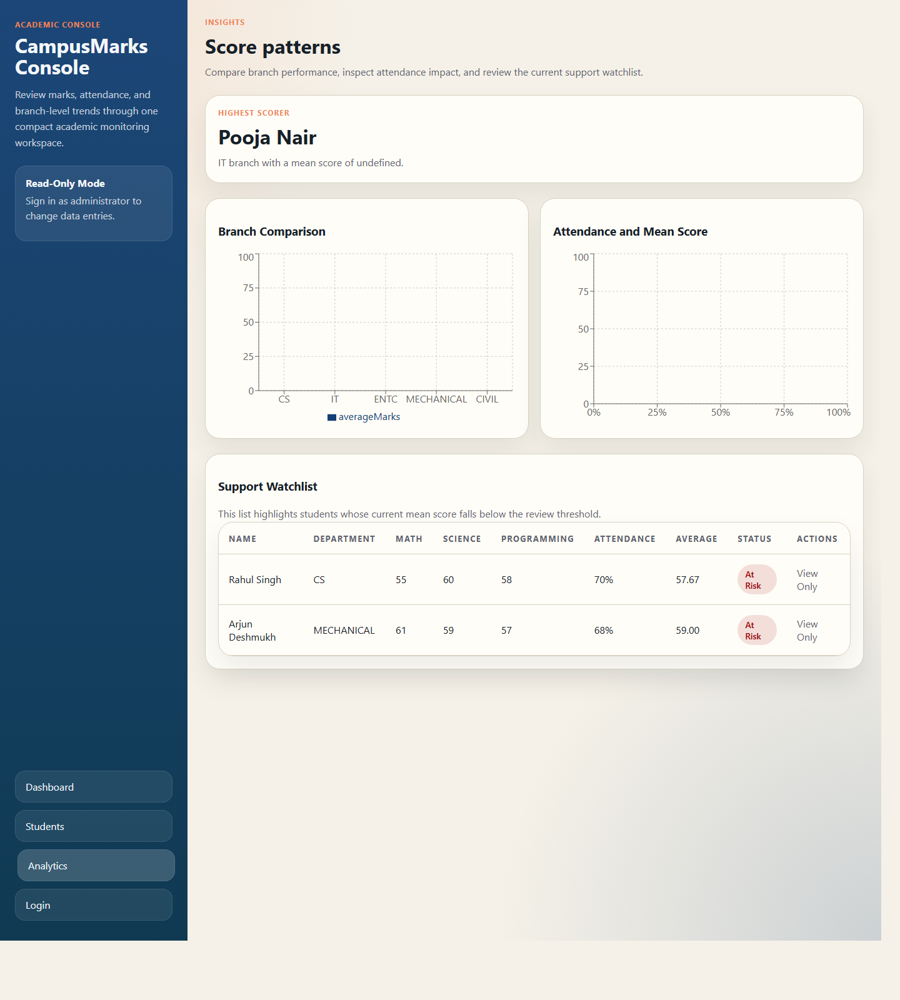 ACADEMIC CONSOLE
CampusMarks
Console
Review marks, attendance, and
branch-level trends through one
compact academic monitoring
workspace.
Read-Only Mode
Sign in as administrator to
change data entries.
Dashboard
Students
Analytics
Login
INSIGHTS
Score patterns
Compare branch performance, inspect attendance impact, and review the current support watchlist.
HIGHEST SCORER
Pooja Nair
IT branch with a mean score of undefined.
Branch Comparison
100
75
50
25
0
CS IT ENTC MECHANICAL CIVIL
averageMarks
Attendance and Mean Score
100
75
50
25
0
0% 25% 50% 75% 100%
Support Watchlist
This list highlights students whose current mean score falls below the review threshold.
NAME DEPARTMENT MATH SCIENCE PROGRAMMING ATTENDANCE AVERAGE STATUS ACTIONS
Rahul Singh CS 55 60 58 70% 57.67 At Risk View Only
Arjun Deshmukh MECHANICAL 61 59 57 68% 59.00 At Risk View Only